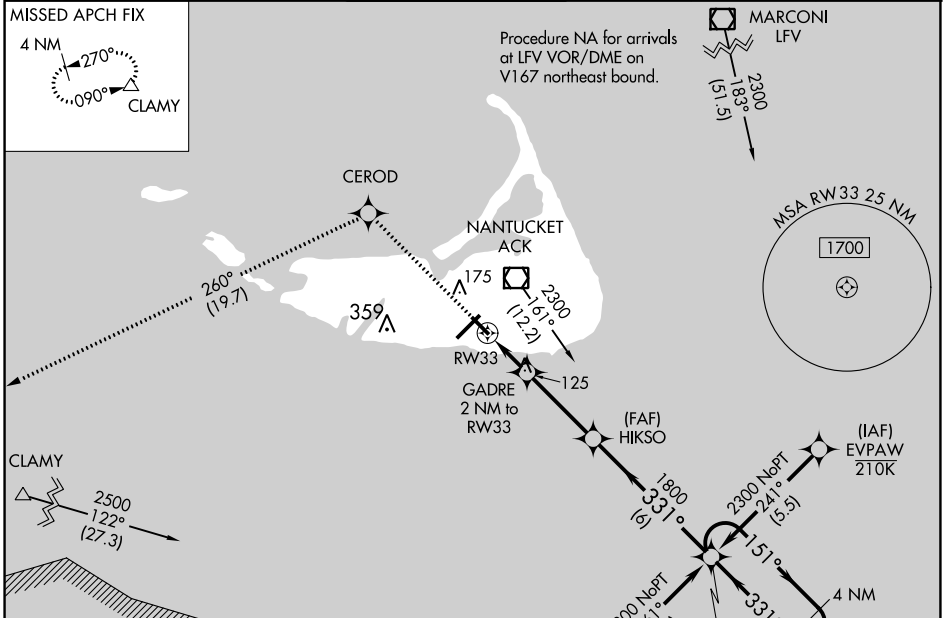 MISSED APCH FIX
4 NM
270°
090°
CLAMY
Procedure NA for arrivals
at LFV VOR/DME on
V167 northeast bound.
MARCONI
LFV
2300
183°
(51.5)
CEROD
NANTUCKET
ACK
MSA RW33 25 NM
1700
175
2300
161°
(12.2)
260°
(19.7)
359
RW33
GADRE
2 NM to
RW33
125
(FAF)
HIKSO
(IAF)
EVPAW
210K
CLAMY
2500
122°
(27.3)
1800
331°
(6)
2300 NoPT
241°
(5.5)
151°
4 NM
NoPT
331°